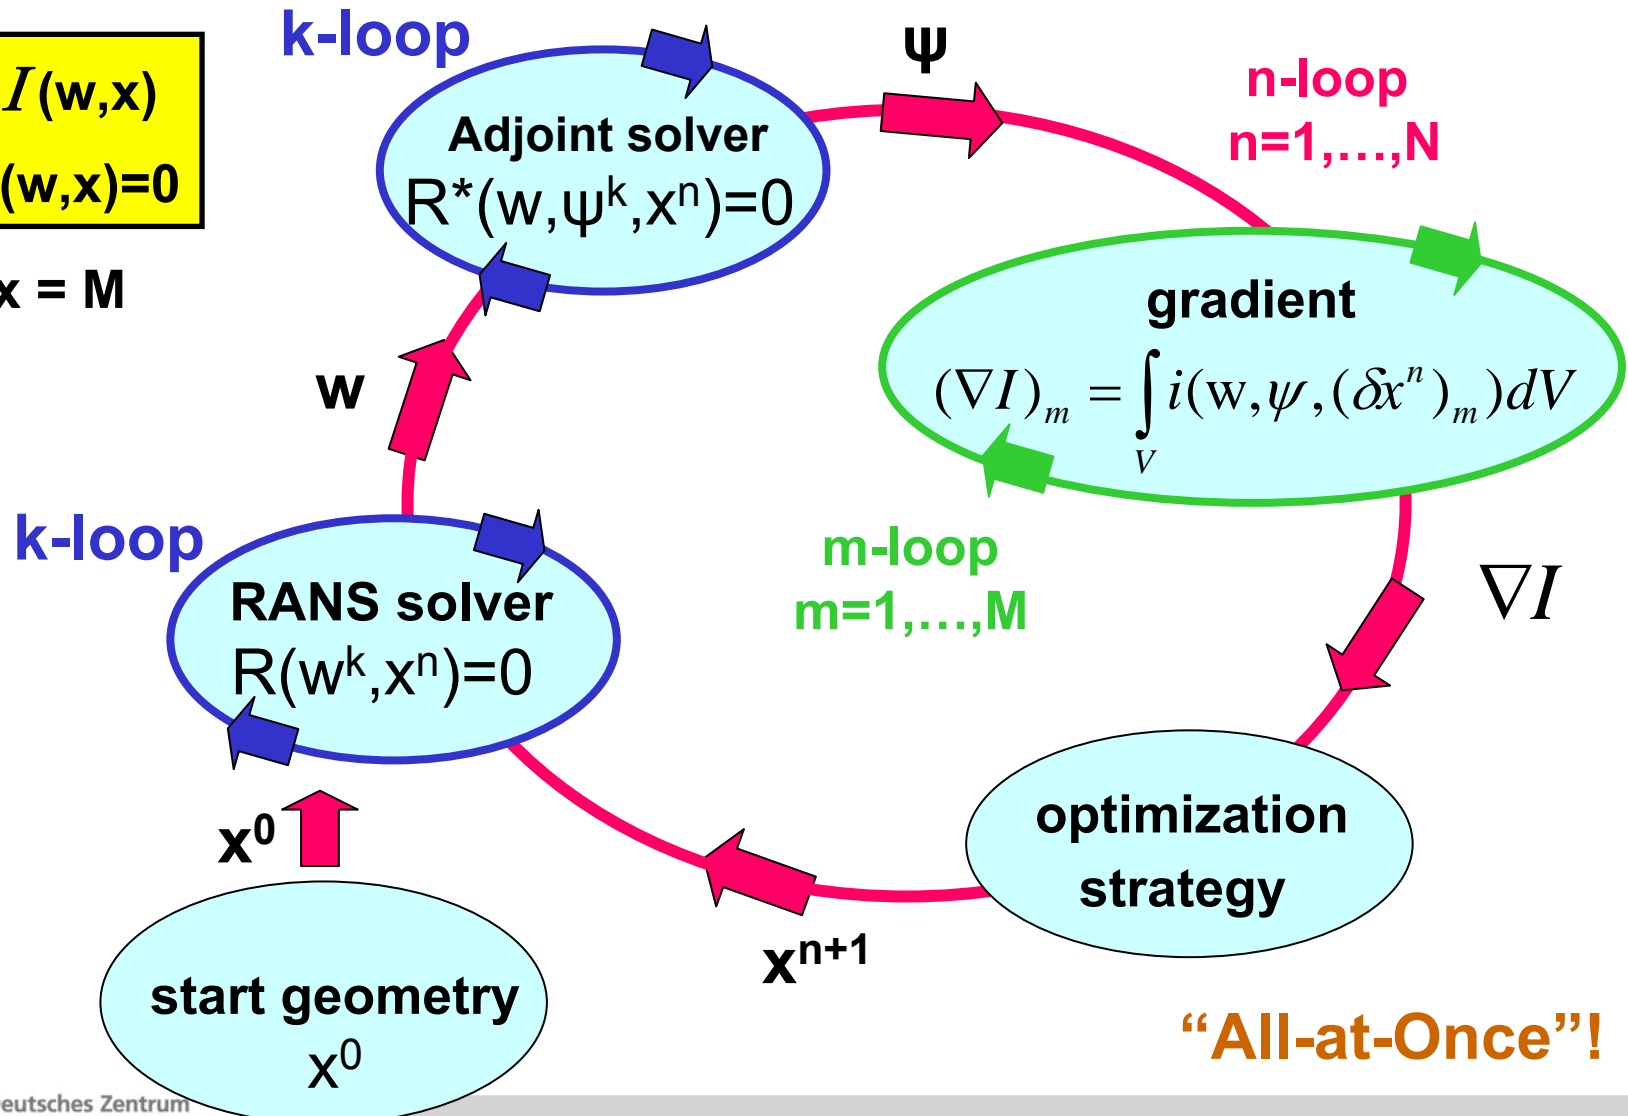 I(w,x)
(w,x)=0
x = M
k-loop
Adjoint solver
R*(w,ψᵏ,xⁿ)=0
ψ
n-loop
n=1,…,N
gradient
(∇I)ₘ = ∫_V i(w,ψ,(δxⁿ)ₘ)dV
m-loop
m=1,…,M
∇I
w
k-loop
RANS solver
R(wᵏ,xⁿ)=0
x⁰
start geometry
x⁰
optimization
strategy
xⁿ⁺¹
“All-at-Once”!
eutsches Zentrum